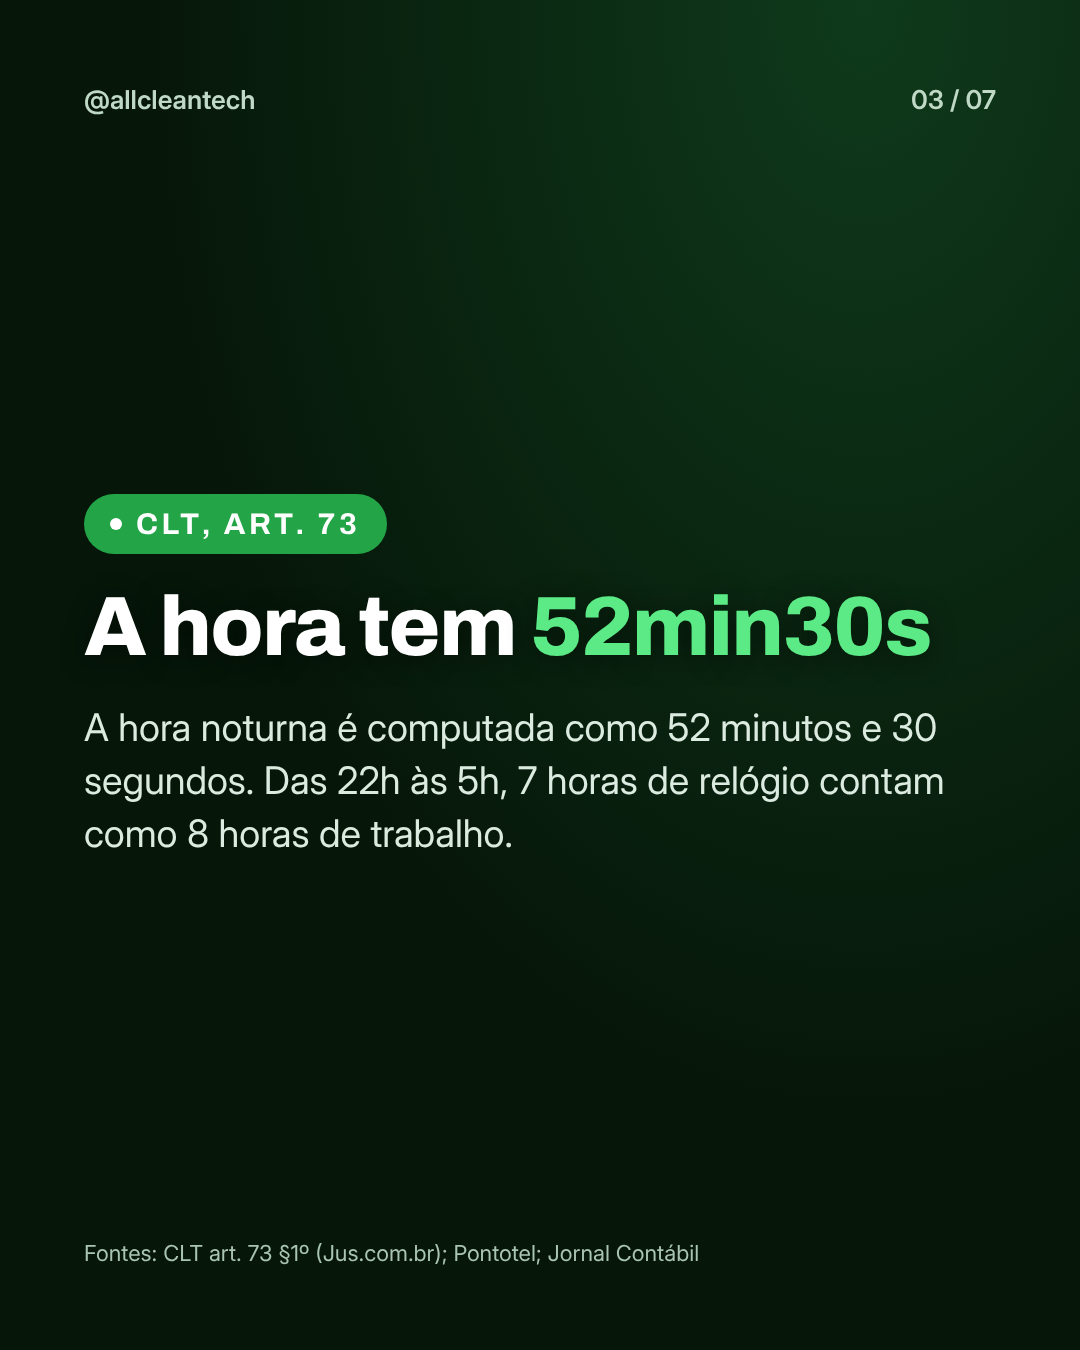 @allcleantech
03 / 07
• CLT, ART. 73
A hora tem 52min30s
A hora noturna é computada como 52 minutos e 30
segundos. Das 22h às 5h, 7 horas de relógio contam
como 8 horas de trabalho.
Fontes: CLT art. 73 §1º (Jus.com.br); Pontotel; Jornal Contábil